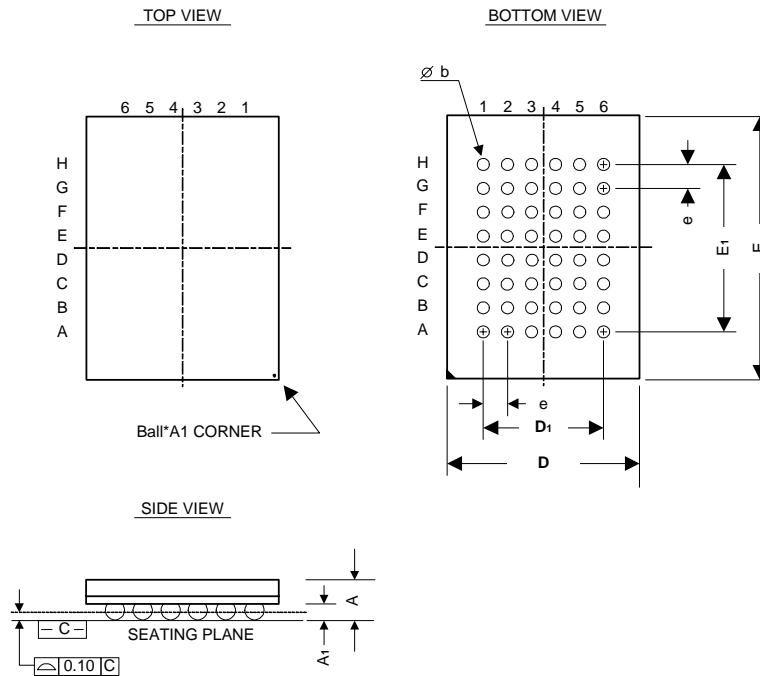 TOP VIEW
6 5 4 3 2 1
H
G
F
E
D
C
B
A
Ball*A1 CORNER
BOTTOM VIEW
Ø b
1 2 3 4 5 6
H
G
F
E
D
C
B
A
e
E1
E
e
D1
D
SIDE VIEW
A
A1
– C –
SEATING PLANE
⌓ 0.10 C